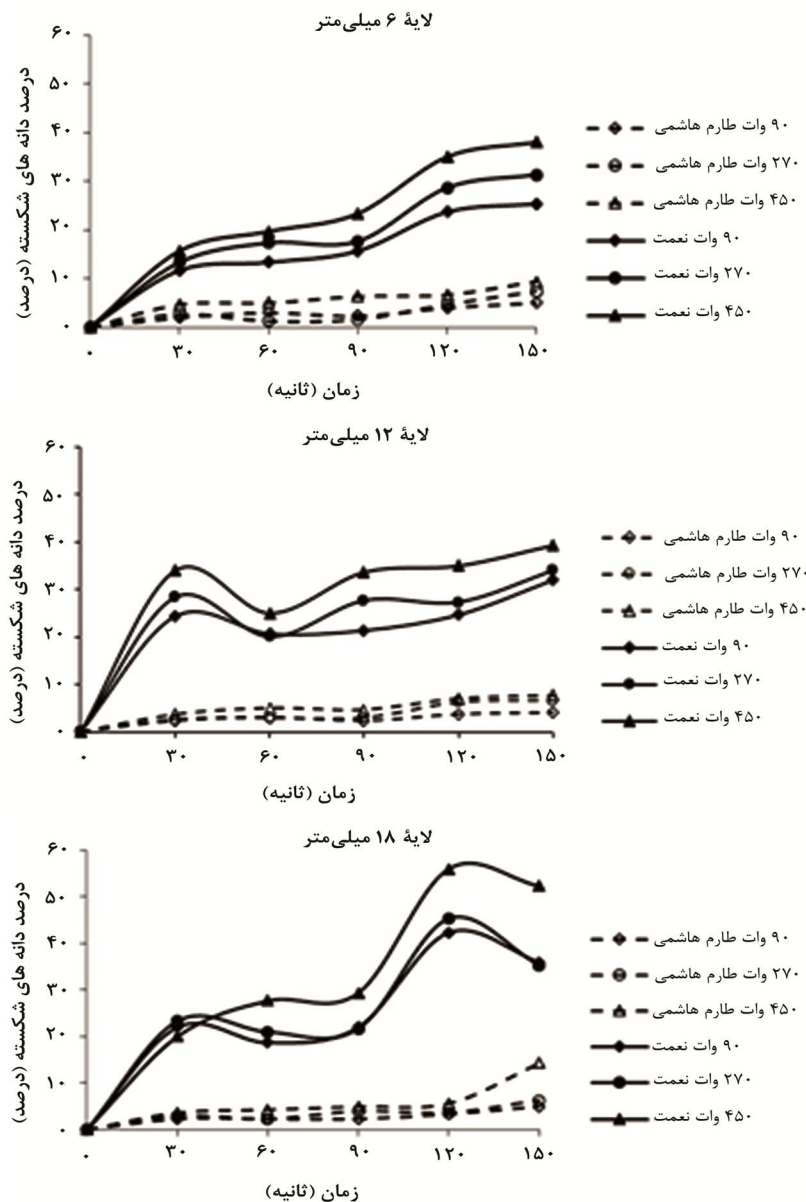 لایهٔ ۶ میلی‌متر
درصد دانه های شکسته (درصد)
۶۰
۵۰
۴۰
۳۰
۲۰
۱۰
۰
۰ ۳۰ ۶۰ ۹۰ ۱۲۰ ۱۵۰
زمان (ثانیه)
۹۰ وات طارم هاشمی
۲۷۰ وات طارم هاشمی
۴۵۰ وات طارم هاشمی
۹۰ وات نعمت
۲۷۰ وات نعمت
۴۵۰ وات نعمت
لایهٔ ۱۲ میلی‌متر
درصد دانه های شکسته (درصد)
۶۰
۵۰
۴۰
۳۰
۲۰
۱۰
۰
۰ ۳۰ ۶۰ ۹۰ ۱۲۰ ۱۵۰
زمان (ثانیه)
۹۰ وات طارم هاشمی
۲۷۰ وات طارم هاشمی
۴۵۰ وات طارم هاشمی
۹۰ وات نعمت
۲۷۰ وات نعمت
۴۵۰ وات نعمت
لایهٔ ۱۸ میلی‌متر
درصد دانه های شکسته (درصد)
۶۰
۵۰
۴۰
۳۰
۲۰
۱۰
۰
۰ ۳۰ ۶۰ ۹۰ ۱۲۰ ۱۵۰
زمان (ثانیه)
۹۰ وات طارم هاشمی
۲۷۰ وات طارم هاشمی
۴۵۰ وات طارم هاشمی
۹۰ وات نعمت
۲۷۰ وات نعمت
۴۵۰ وات نعمت